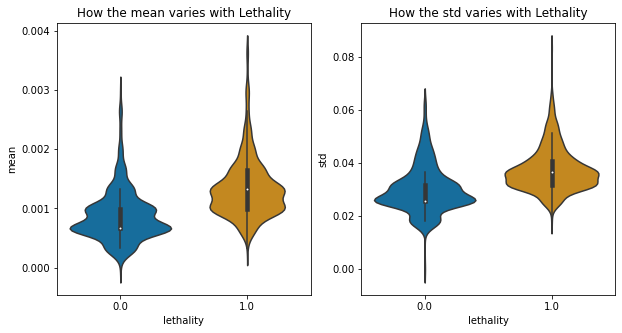 How the mean varies with Lethality
How the std varies with Lethality
0.004
0.003
0.002
0.001
0.000
mean
0.0
1.0
lethality
0.08
0.06
0.04
0.02
0.00
std
0.0
1.0
lethality